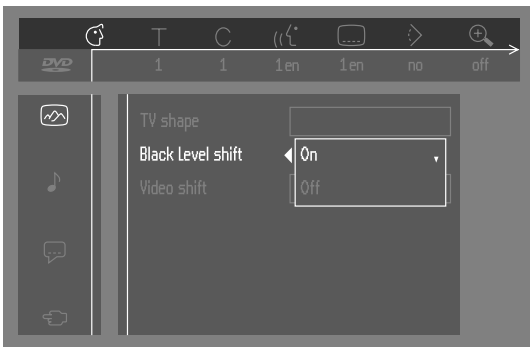 T C
DVD 1 1 1en 1en no off
TV shape
Black Level shift On
Video shift Off